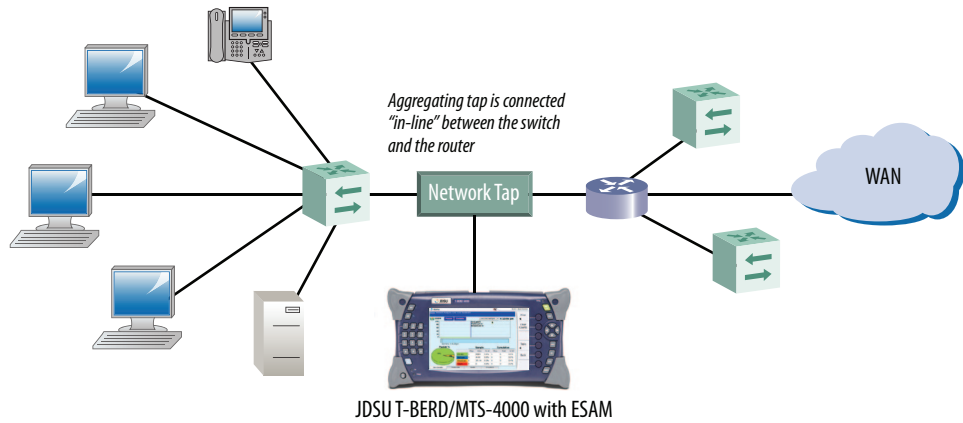 Aggregating tap is connected
“in-line” between the switch
and the router
Network Tap
WAN
JDSU T-BERD/MTS-4000 with ESAM